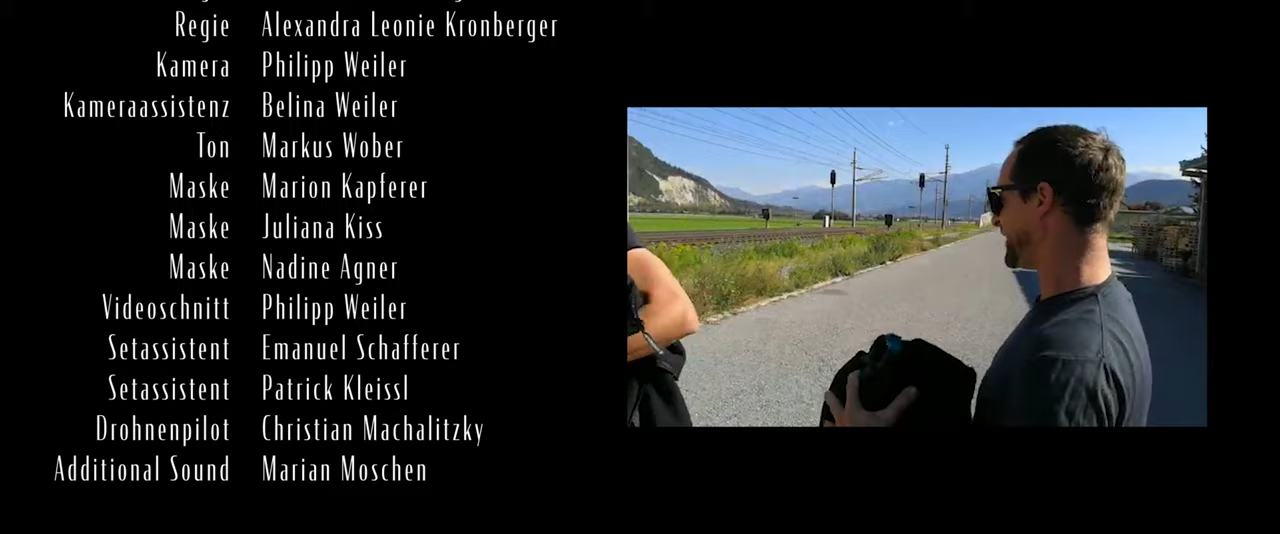 Regie Alexandra Leonie Kronberger
Kamera Philipp Weiler
Kameraassistenz Belina Weiler
Ton Markus Wober
Maske Marion Kapferer
Maske Juliana Kiss
Maske Nadine Agner
Videoschnitt Philipp Weiler
Setassistent Emanuel Schafferer
Setassistent Patrick Kleissl
Drohnenpilot Christian Machalitzky
Additional Sound Marian Moschen